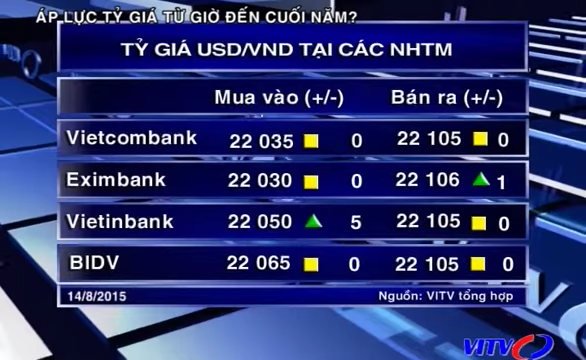 ÁP LỰC TỶ GIÁ TỪ GIỜ ĐẾN CUỐI NĂM?
TỶ GIÁ USD/VND TẠI CÁC NHTM
Mua vào (+/-) Bán ra (+/-)
Vietcombank 22 035 0 22 105 0
Eximbank 22 030 0 22 106 1
Vietinbank 22 050 5 22 105 0
BIDV 22 065 0 22 105 0
14/8/2015 Nguồn: VITV tổng hợp
VITV